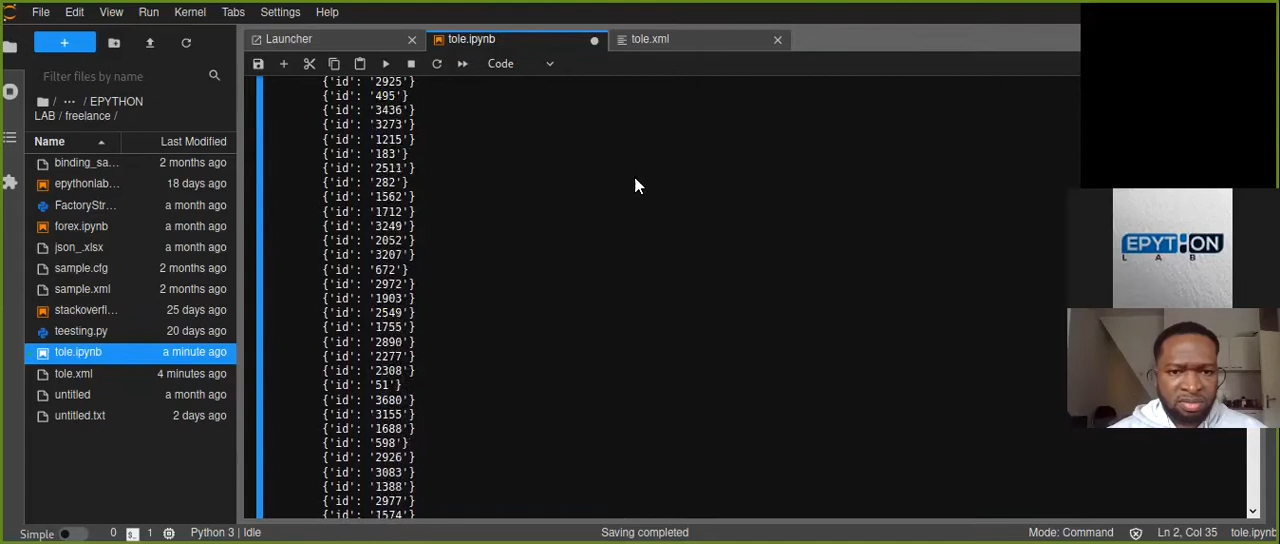 File Edit View Run Kernel Tabs Settings Help
Launcher
tole.ipynb
tole.xml
Code
Filter files by name
/ ··· / EPYTHON
LAB / freelance /
Name Last Modified
binding_sa... 2 months ago
epythonlab... 18 days ago
FactoryStr... a month ago
forex.ipynb a month ago
json_.xlsx a month ago
sample.cfg 2 months ago
sample.xml 2 months ago
stackoverfl... 25 days ago
teesting.py 20 days ago
tole.ipynb a minute ago
tole.xml 4 minutes ago
untitled a month ago
untitled.txt 2 days ago
{'id': '2925'}
{'id': '495'}
{'id': '3436'}
{'id': '3273'}
{'id': '1215'}
{'id': '183'}
{'id': '2511'}
{'id': '282'}
{'id': '1562'}
{'id': '1712'}
{'id': '3249'}
{'id': '2052'}
{'id': '3207'}
{'id': '672'}
{'id': '2972'}
{'id': '1903'}
{'id': '2549'}
{'id': '1755'}
{'id': '2890'}
{'id': '2277'}
{'id': '2308'}
{'id': '51'}
{'id': '3680'}
{'id': '3155'}
{'id': '1688'}
{'id': '598'}
{'id': '2926'}
{'id': '3083'}
{'id': '1388'}
{'id': '2977'}
{'id': '1574'
EPYTHON
LAB
Simple 0 1 Python 3 | Idle Saving completed Mode: Command Ln 2, Col 35 tole.ipynb